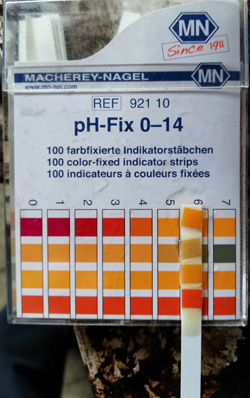 MN
Since 1911
MACHEREY-NAGEL
www.mn-net.com
MN
REF 921 10
pH-Fix 0–14
100 farbfixierte Indikatorstäbchen
100 color-fixed indicator strips
100 indicateurs à couleurs fixées
0 1 2 3 4 5 6 7